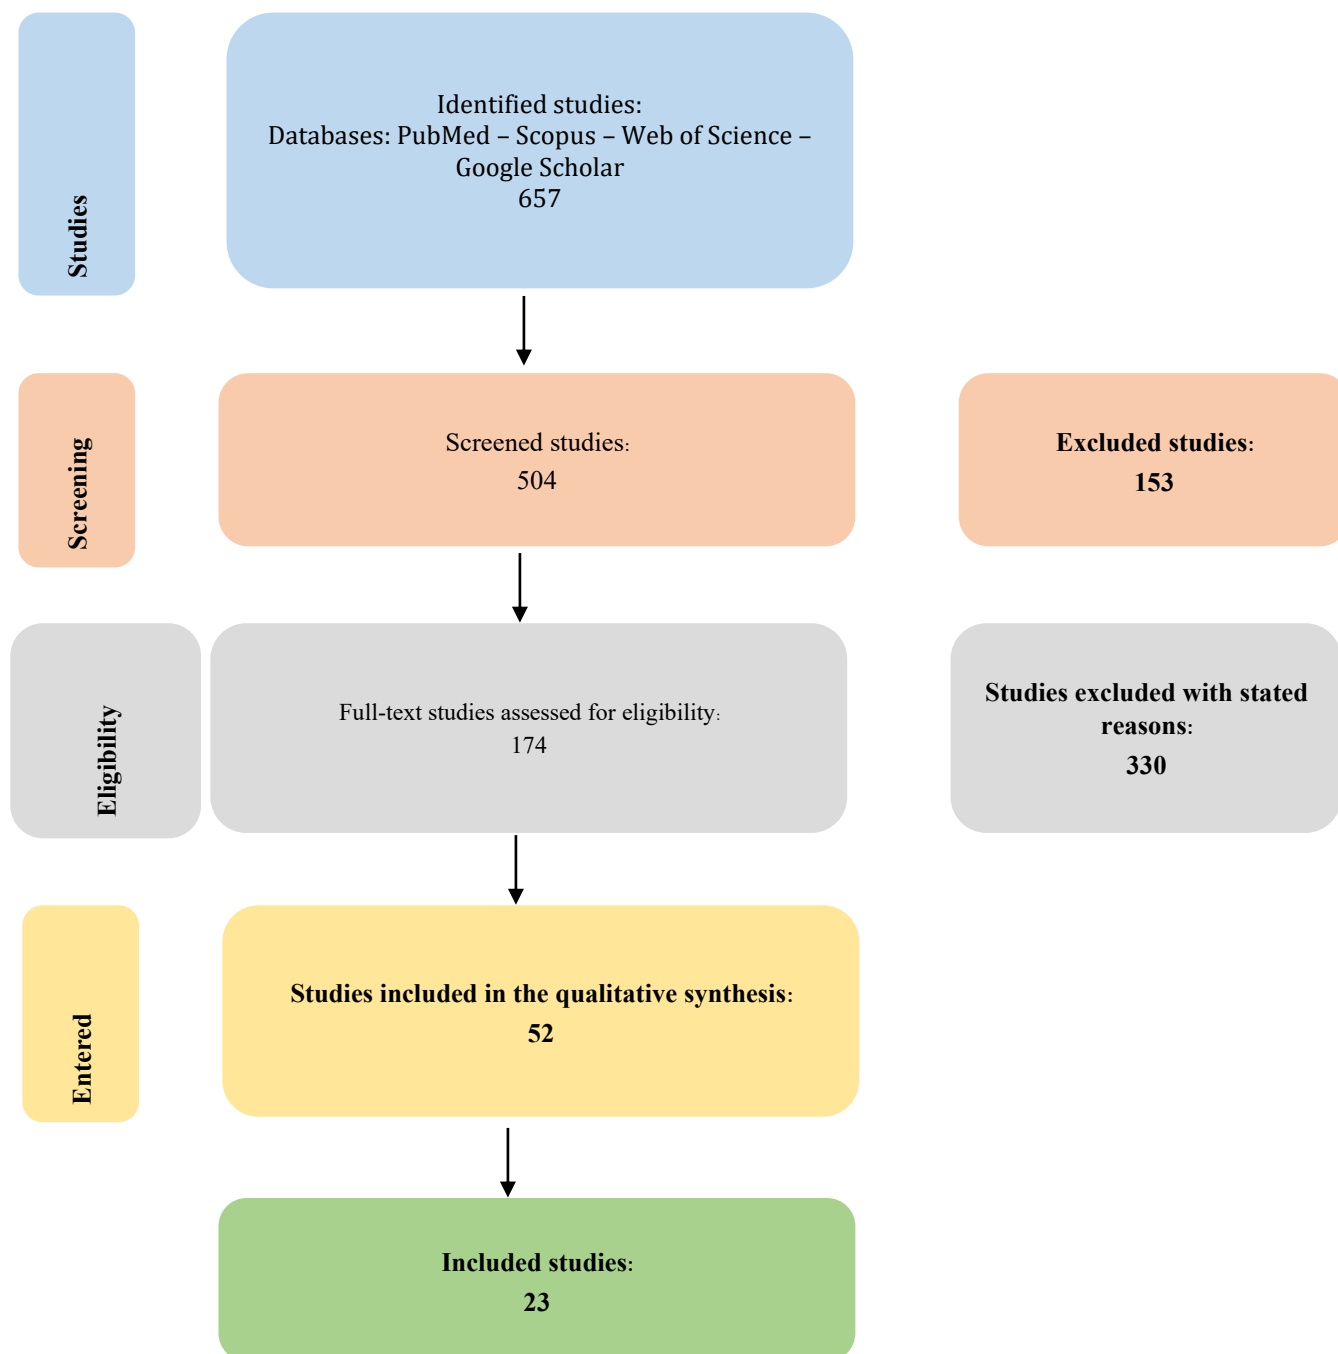 Studies
Identified studies:
Databases: PubMed – Scopus – Web of Science –
Google Scholar
657
Screening
Screened studies:
504
Excluded studies:
153
Eligibility
Full-text studies assessed for eligibility:
174
Studies excluded with stated
reasons:
330
Entered
Studies included in the qualitative synthesis:
52
Included studies:
23